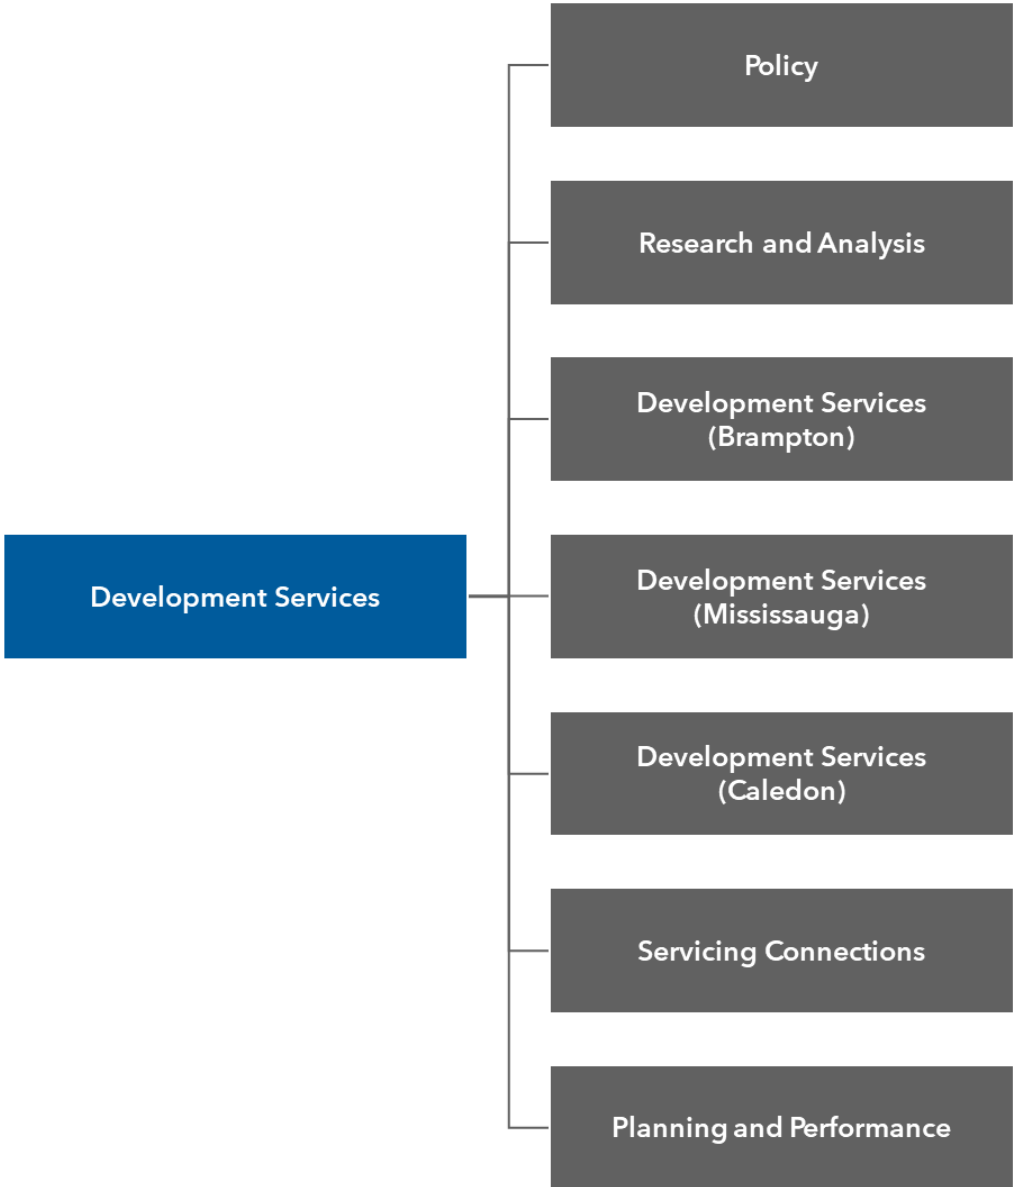 Policy
Research and Analysis
Development Services
(Brampton)
Development Services
Development Services
(Mississauga)
Development Services
(Caledon)
Servicing Connections
Planning and Performance